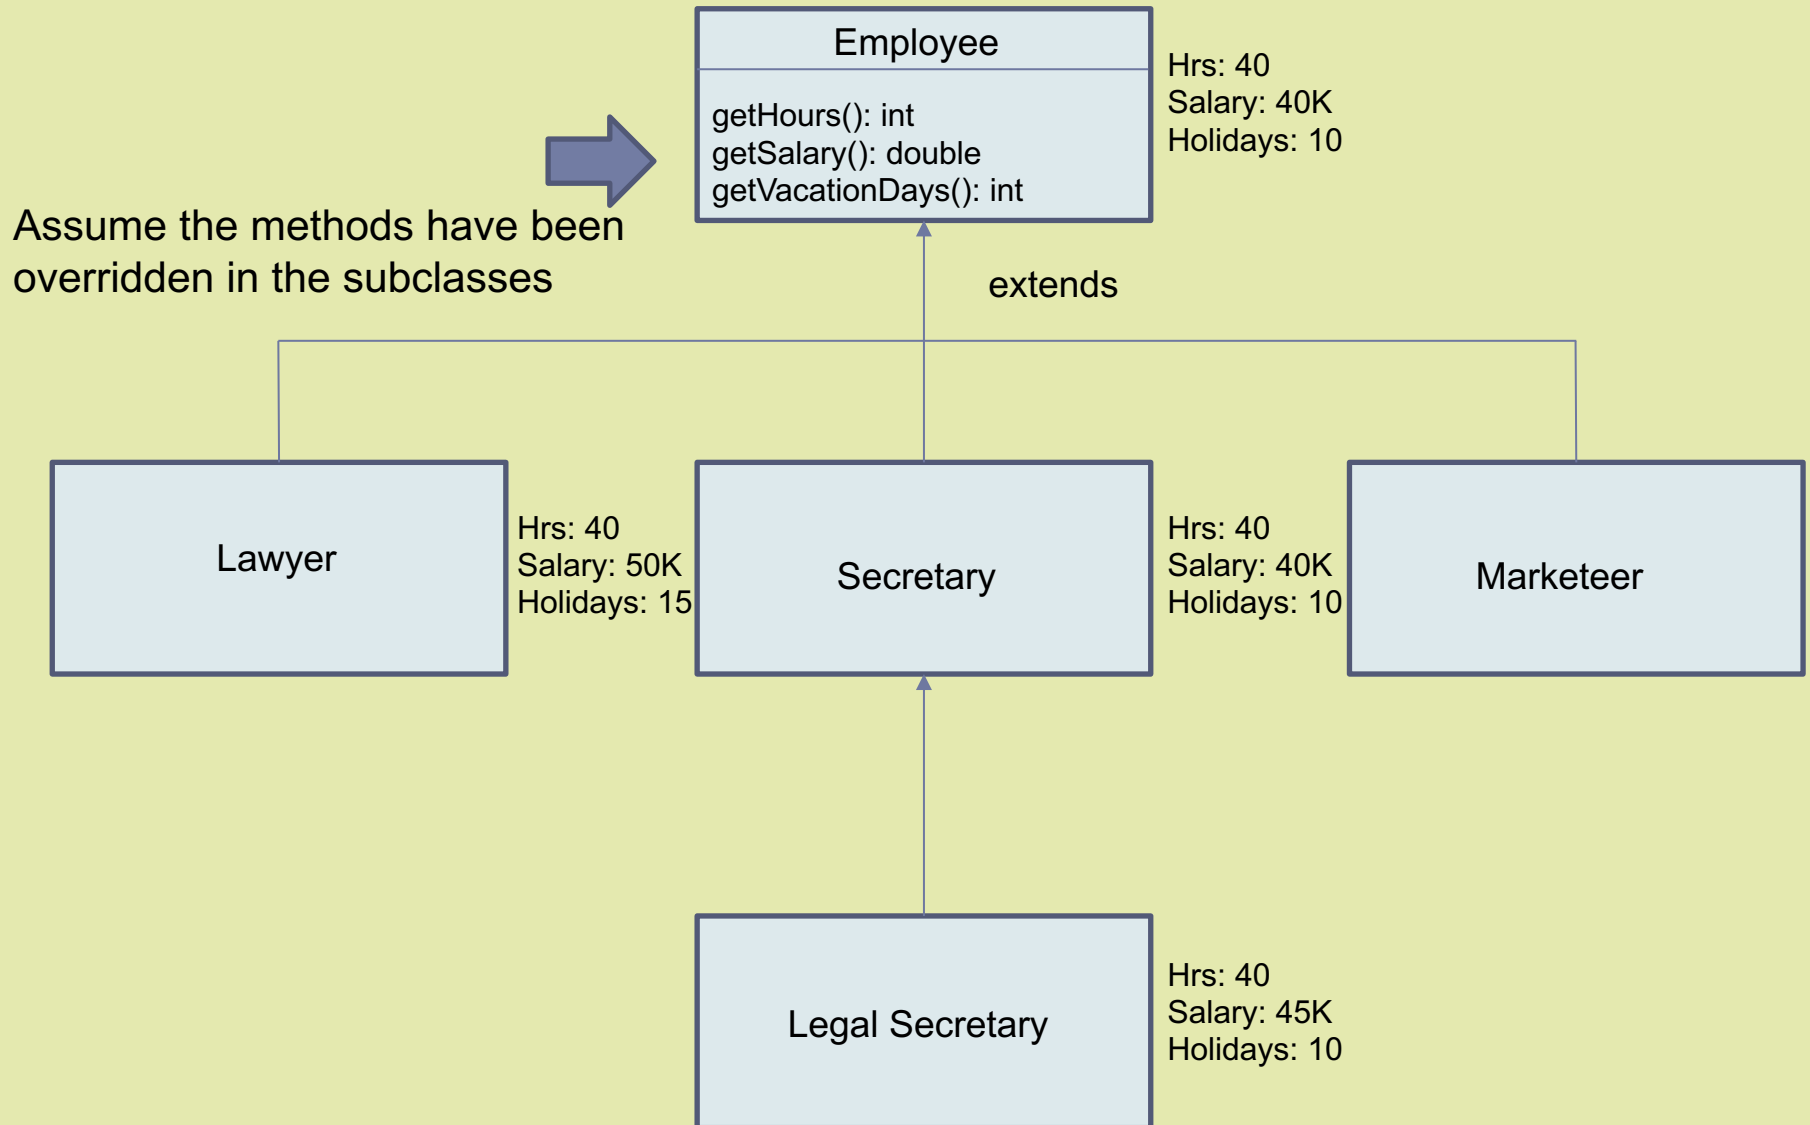 Employee
getHours(): int
getSalary(): double
getVacationDays(): int
Hrs: 40
Salary: 40K
Holidays: 10
Assume the methods have been
overridden in the subclasses
extends
Lawyer
Hrs: 40
Salary: 50K
Holidays: 15
Secretary
Hrs: 40
Salary: 40K
Holidays: 10
Marketeer
Legal Secretary
Hrs: 40
Salary: 45K
Holidays: 10